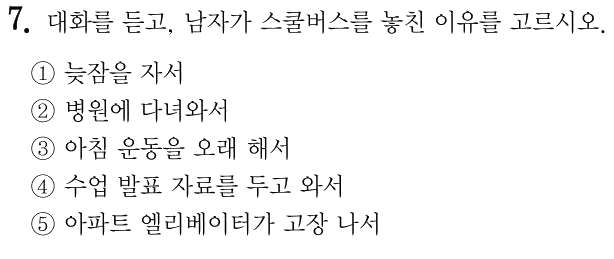 7. 대화를 듣고, 남자가 스쿨버스를 놓친 이유를 고르시오.
① 늦잠을 자서
② 병원에 다녀와서
③ 아침 운동을 오래 해서
④ 수업 발표 자료를 두고 와서
⑤ 아파트 엘리베이터가 고장 나서